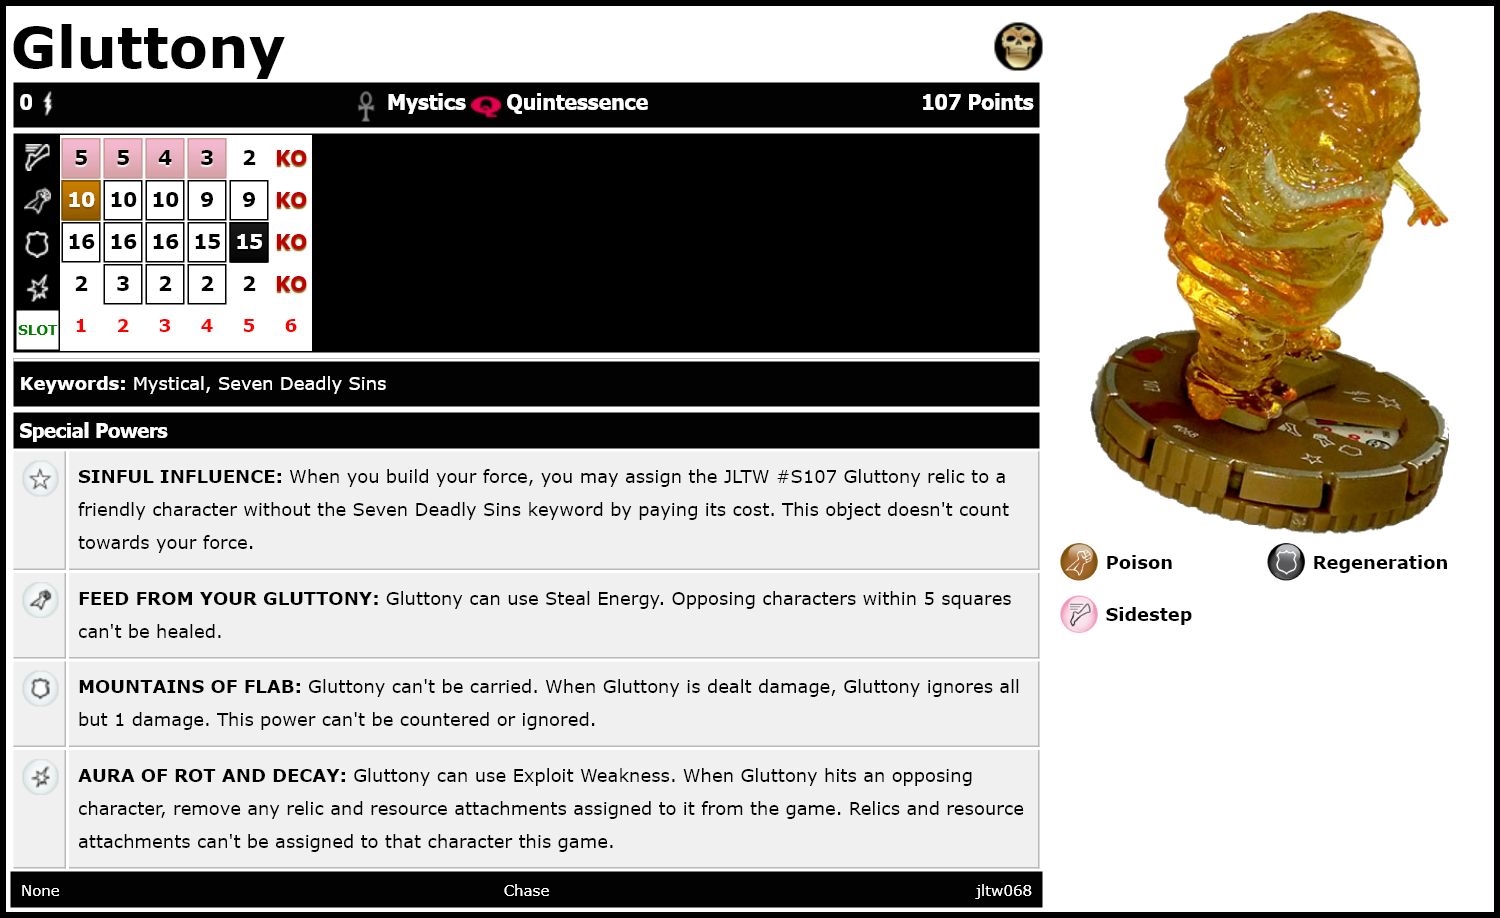 Gluttony
0 Mystics Q Quintessence 107 Points
5 5 4 3 2 KO
10 10 10 9 9 KO
16 16 16 15 15 KO
2 3 2 2 2 KO
SLOT 1 2 3 4 5 6
Keywords: Mystical, Seven Deadly Sins
Special Powers
SINFUL INFLUENCE: When you build your force, you may assign the JLTW #S107 Gluttony relic to a
friendly character without the Seven Deadly Sins keyword by paying its cost. This object doesn't count
towards your force.
FEED FROM YOUR GLUTTONY: Gluttony can use Steal Energy. Opposing characters within 5 squares
can't be healed.
MOUNTAINS OF FLAB: Gluttony can't be carried. When Gluttony is dealt damage, Gluttony ignores all
but 1 damage. This power can't be countered or ignored.
AURA OF ROT AND DECAY: Gluttony can use Exploit Weakness. When Gluttony hits an opposing
character, remove any relic and resource attachments assigned to it from the game. Relics and resource
attachments can't be assigned to that character this game.
None Chase jltw068
107
#068
0
Poison Regeneration
Sidestep